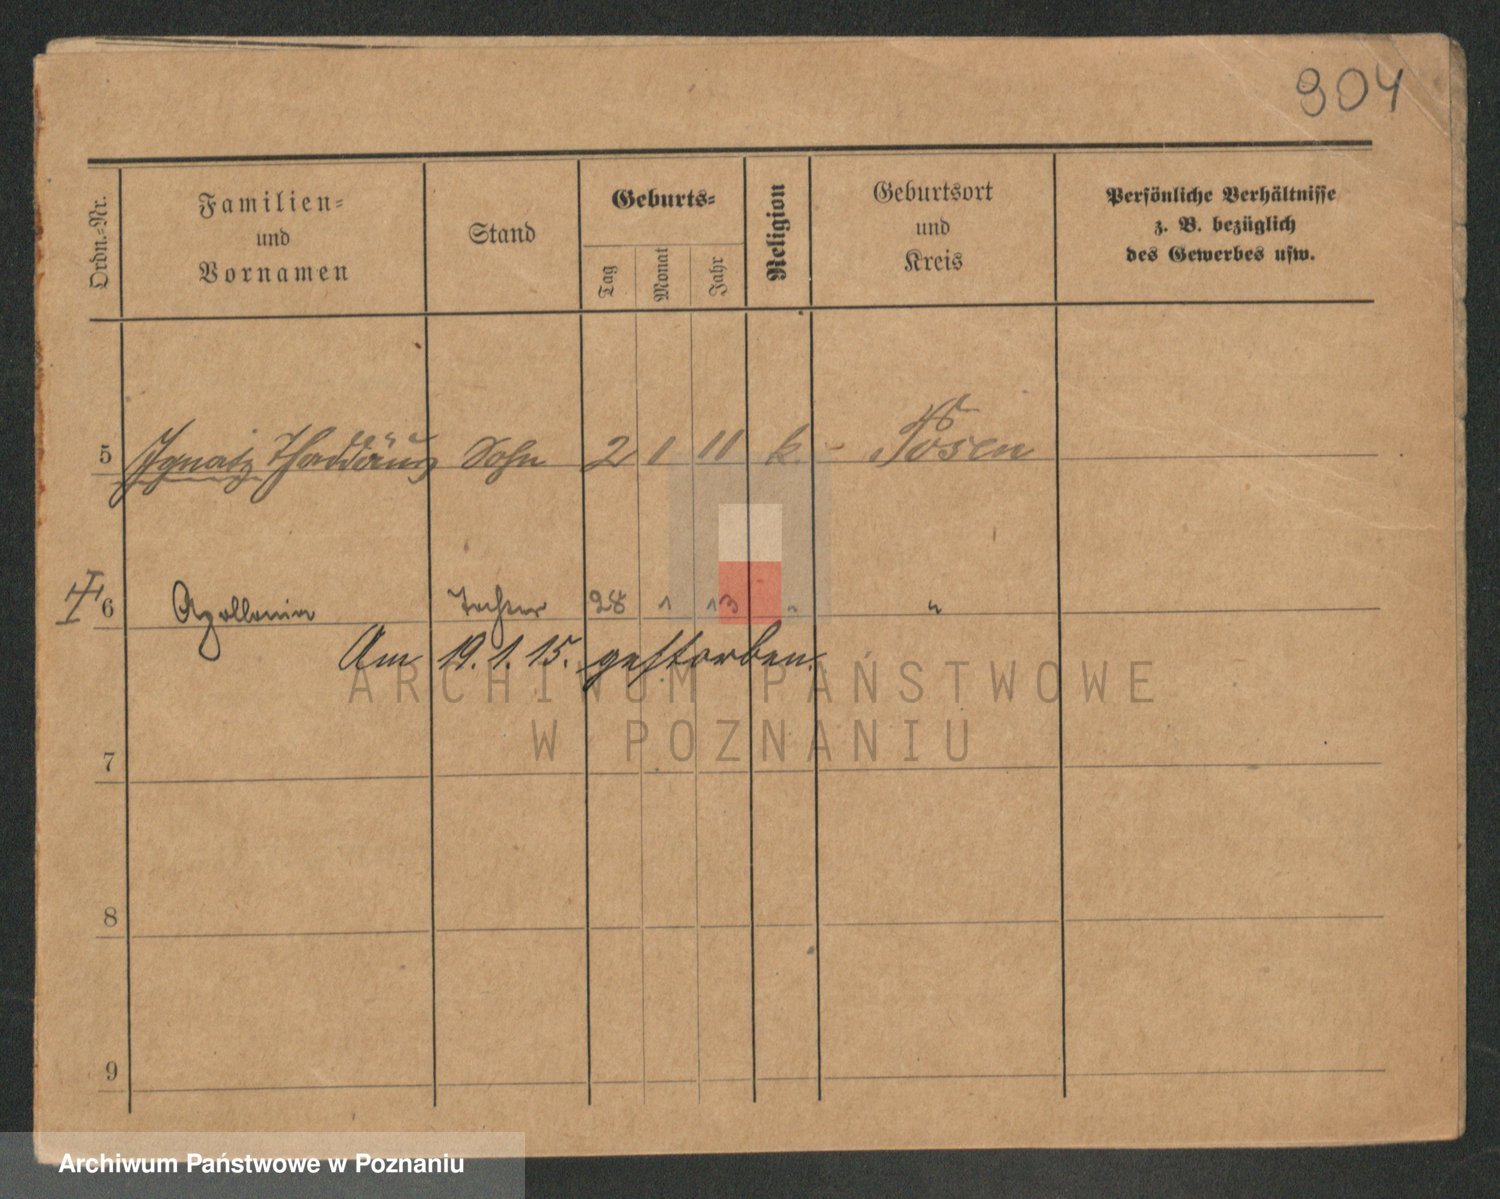 904
Ordn.-Nr.
Familien-
und
Vornamen
Stand
Geburts-
Tag
Monat
Jahr
Religion
Geburtsort
und
Kreis
Persönliche Verhältnisse
z. B. bezüglich
des Gewerbes usw.
5 Ignatz Thaddäus Sohn 2 1 11 k. - Posen
6 Apollonia Tochter 28 1 13 " "
Am 19.1.15. gestorben.
ARCHIWUM PAŃSTWOWE
W POZNANIU
7
8
9
Archiwum Państwowe w Poznaniu